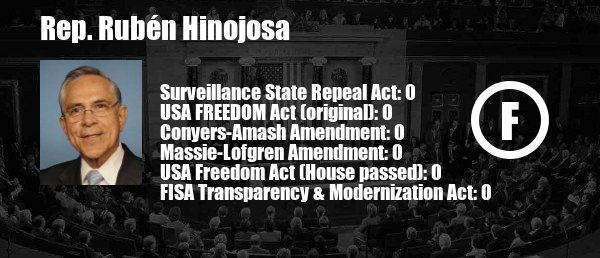 Rep. Rubén Hinojosa
Surveillance State Repeal Act: 0
USA FREEDOM Act (original): 0
Conyers-Amash Amendment: 0
Massie-Lofgren Amendment: 0
USA Freedom Act (House passed): 0
FISA Transparency & Modernization Act: 0
F